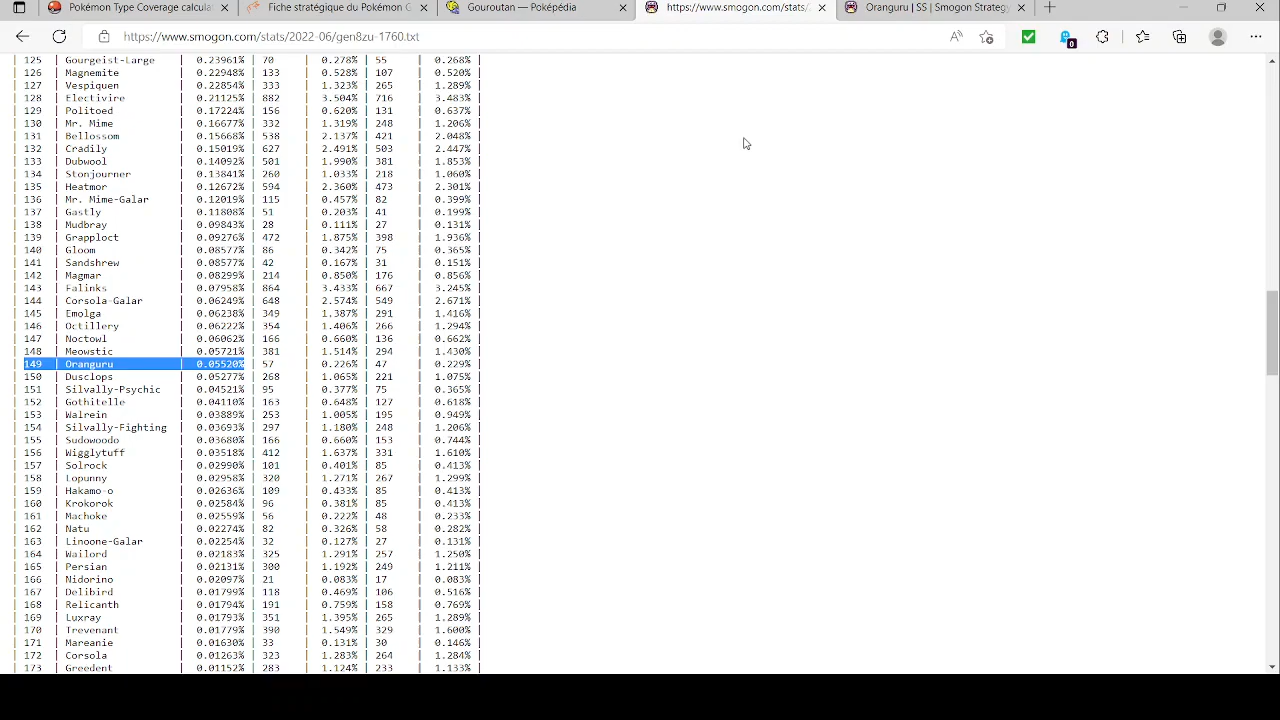 Pokémon Type Coverage calcula
Fiche stratégique du Pokémon G
Gouroutan — Poképédia
https://www.smogon.com/stats/
Oranguru | SS | Smogon Strategy
https://www.smogon.com/stats/2022-06/gen8zu-1760.txt
0
| 125 | Gourgeist-Large | 0.23961% | 70 | 0.278% | 55 | 0.268% |
| 126 | Magnemite | 0.22948% | 133 | 0.528% | 107 | 0.520% |
| 127 | Vespiquen | 0.22854% | 333 | 1.323% | 265 | 1.289% |
| 128 | Electivire | 0.21125% | 882 | 3.504% | 716 | 3.483% |
| 129 | Politoed | 0.17224% | 156 | 0.620% | 131 | 0.637% |
| 130 | Mr. Mime | 0.16677% | 332 | 1.319% | 248 | 1.206% |
| 131 | Bellossom | 0.15668% | 538 | 2.137% | 421 | 2.048% |
| 132 | Cradily | 0.15019% | 627 | 2.491% | 503 | 2.447% |
| 133 | Dubwool | 0.14092% | 501 | 1.990% | 381 | 1.853% |
| 134 | Stonjourner | 0.13841% | 260 | 1.033% | 218 | 1.060% |
| 135 | Heatmor | 0.12672% | 594 | 2.360% | 473 | 2.301% |
| 136 | Mr. Mime-Galar | 0.12019% | 115 | 0.457% | 82 | 0.399% |
| 137 | Gastly | 0.11808% | 51 | 0.203% | 41 | 0.199% |
| 138 | Mudbray | 0.09843% | 28 | 0.111% | 27 | 0.131% |
| 139 | Grapploct | 0.09276% | 472 | 1.875% | 398 | 1.936% |
| 140 | Gloom | 0.08577% | 86 | 0.342% | 75 | 0.365% |
| 141 | Sandshrew | 0.08577% | 42 | 0.167% | 31 | 0.151% |
| 142 | Magmar | 0.08299% | 214 | 0.850% | 176 | 0.856% |
| 143 | Falinks | 0.07958% | 864 | 3.433% | 667 | 3.245% |
| 144 | Corsola-Galar | 0.06249% | 648 | 2.574% | 549 | 2.671% |
| 145 | Emolga | 0.06238% | 349 | 1.387% | 291 | 1.416% |
| 146 | Octillery | 0.06222% | 354 | 1.406% | 266 | 1.294% |
| 147 | Noctowl | 0.06062% | 166 | 0.660% | 136 | 0.662% |
| 148 | Meowstic | 0.05721% | 381 | 1.514% | 294 | 1.430% |
| 149 | Oranguru | 0.05520% | 57 | 0.226% | 47 | 0.229% |
| 150 | Dusclops | 0.05277% | 268 | 1.065% | 221 | 1.075% |
| 151 | Silvally-Psychic | 0.04521% | 95 | 0.377% | 75 | 0.365% |
| 152 | Gothitelle | 0.04110% | 163 | 0.648% | 127 | 0.618% |
| 153 | Walrein | 0.03889% | 253 | 1.005% | 195 | 0.949% |
| 154 | Silvally-Fighting | 0.03693% | 297 | 1.180% | 248 | 1.206% |
| 155 | Sudowoodo | 0.03680% | 166 | 0.660% | 153 | 0.744% |
| 156 | Wigglytuff | 0.03518% | 412 | 1.637% | 331 | 1.610% |
| 157 | Solrock | 0.02990% | 101 | 0.401% | 85 | 0.413% |
| 158 | Lopunny | 0.02958% | 320 | 1.271% | 267 | 1.299% |
| 159 | Hakamo-o | 0.02636% | 109 | 0.433% | 85 | 0.413% |
| 160 | Krokorok | 0.02584% | 96 | 0.381% | 85 | 0.413% |
| 161 | Machoke | 0.02559% | 56 | 0.222% | 48 | 0.233% |
| 162 | Natu | 0.02274% | 82 | 0.326% | 58 | 0.282% |
| 163 | Linoone-Galar | 0.02254% | 32 | 0.127% | 27 | 0.131% |
| 164 | Wailord | 0.02183% | 325 | 1.291% | 257 | 1.250% |
| 165 | Persian | 0.02131% | 300 | 1.192% | 249 | 1.211% |
| 166 | Nidorino | 0.02097% | 21 | 0.083% | 17 | 0.083% |
| 167 | Delibird | 0.01799% | 118 | 0.469% | 106 | 0.516% |
| 168 | Relicanth | 0.01794% | 191 | 0.759% | 158 | 0.769% |
| 169 | Luxray | 0.01793% | 351 | 1.395% | 265 | 1.289% |
| 170 | Trevenant | 0.01779% | 390 | 1.549% | 329 | 1.600% |
| 171 | Mareanie | 0.01630% | 33 | 0.131% | 30 | 0.146% |
| 172 | Corsola | 0.01263% | 323 | 1.283% | 264 | 1.284% |
| 173 | Greedent | 0.01152% | 283 | 1.124% | 233 | 1.133% |